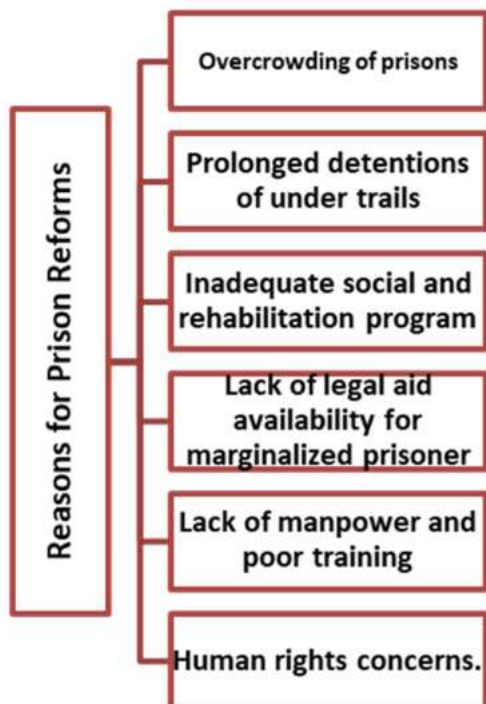 Reasons for Prison Reforms
Overcrowding of prisons
Prolonged detentions
of under trails
Inadequate social and
rehabilitation program
Lack of legal aid
availability for
marginalized prisoner
Lack of manpower and
poor training
Human rights concerns.